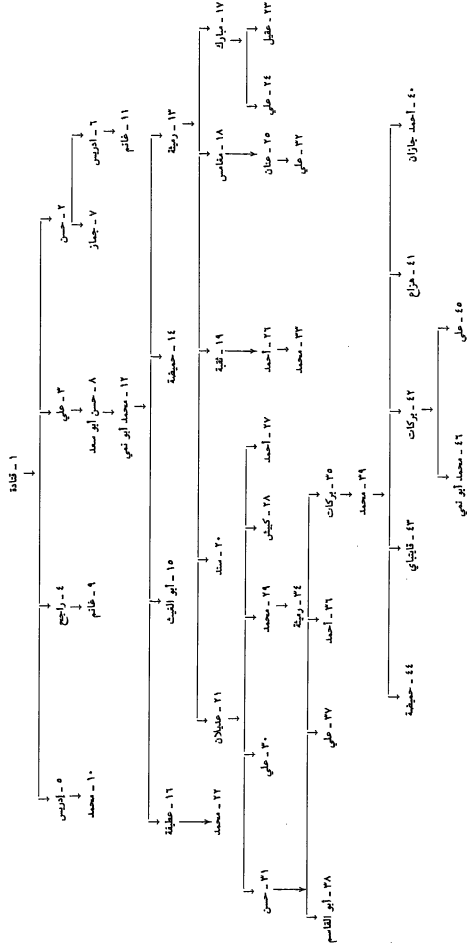 ١ ـ قتادة
٢ ـ حسن
٣ ـ علي
٤ ـ راجح
٥ ـ إدريس
٦ ـ ادريس
٧ ـ جماز
٨ ـ حسن أبو سعد
٩ ـ غانم
١٠ ـ محمد
١١ ـ غانم
١٢ ـ محمد أبو نمي
١٣ ـ رميثة
١٤ ـ حميضة
١٥ ـ أبو الغيث
١٦ ـ عطيفة
١٧ ـ مبارك
١٨ ـ مغامس
١٩ ـ ثقبة
٢٠ ـ سند
٢١ ـ عجلان
٢٢ ـ محمد
٢٣ ـ عقيل
٢٤ ـ علي
٢٥ ـ عنان
٢٦ ـ أحمد
٢٧ ـ أحمد
٢٨ ـ كبيش
٢٩ ـ محمد
٣٠ ـ علي
٣١ ـ حسن
٣٢ ـ علي
٣٣ ـ محمد
٣٤ ـ رميثة
٣٥ ـ بركات
٣٦ ـ أحمد
٣٧ ـ علي
٣٨ ـ أبو القاسم
٣٩ ـ محمد
٤٠ ـ أحمد جازان
٤١ ـ هزاع
٤٢ ـ بركات
٤٣ ـ قايتباي
٤٤ ـ حميضة
٤٥ ـ علي
٤٦ ـ محمد أبو نمي